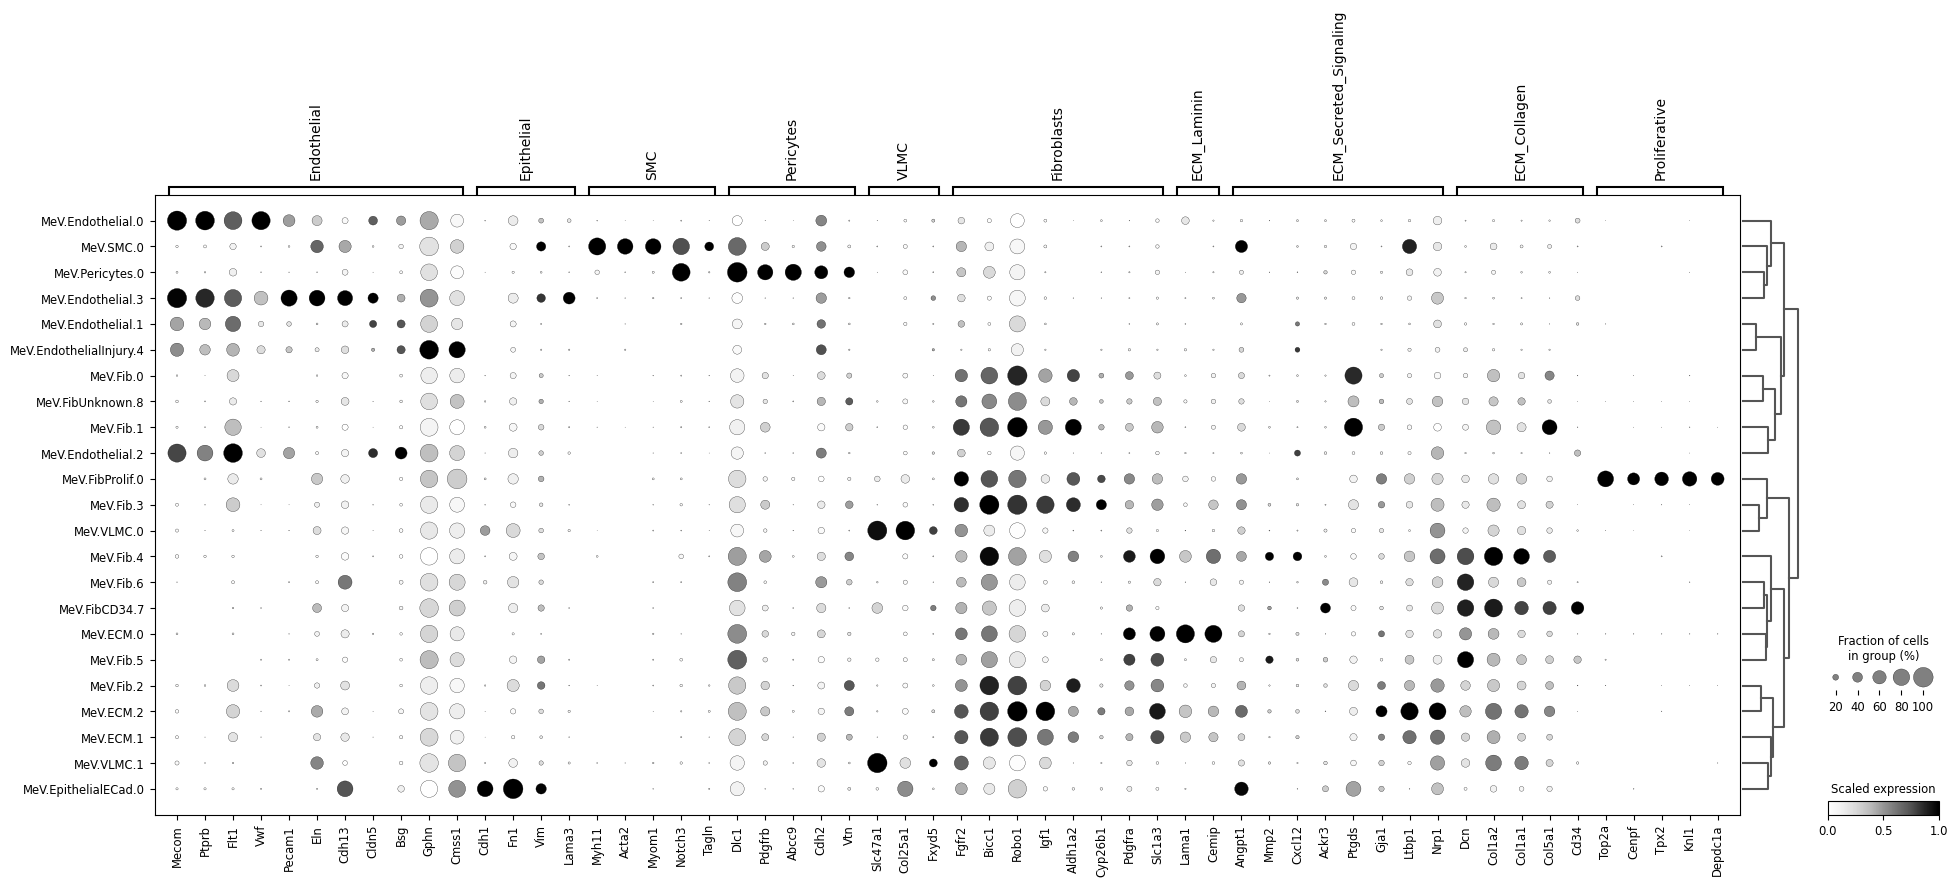 Endothelial
Epithelial
SMC
Pericytes
VLMC
Fibroblasts
ECM_Laminin
ECM_Secreted_Signaling
ECM_Collagen
Proliferative
MeV.Endothelial.0
MeV.SMC.0
MeV.Pericytes.0
MeV.Endothelial.3
MeV.Endothelial.1
MeV.EndothelialInjury.4
MeV.Fib.0
MeV.FibUnknown.8
MeV.Fib.1
MeV.Endothelial.2
MeV.FibProlif.0
MeV.Fib.3
MeV.VLMC.0
MeV.Fib.4
MeV.Fib.6
MeV.FibCD34.7
MeV.ECM.0
MeV.Fib.5
MeV.Fib.2
MeV.ECM.2
MeV.ECM.1
MeV.VLMC.1
MeV.EpithelialECad.0
Mecom
Ptprb
Flt1
Vwf
Pecam1
Eln
Cdh13
Cldn5
Bsg
Gphn
Cmss1
Cdh1
Fn1
Vim
Lama3
Myh11
Acta2
Myom1
Notch3
Tagln
Dlc1
Pdgfrb
Abcc9
Cdh2
Vtn
Slc47a1
Col25a1
Fxyd5
Fgfr2
Bicc1
Robo1
Igf1
Aldh1a2
Cyp26b1
Pdgfra
Slc1a3
Lama1
Cemip
Angpt1
Mmp2
Cxcl12
Ackr3
Ptgds
Gja1
Ltbp1
Nrp1
Dcn
Col1a2
Col1a1
Col5a1
Cd34
Top2a
Cenpf
Tpx2
Knl1
Depdc1a
Fraction of cells
in group (%)
20 40 60 80 100
Scaled expression
0.0 0.5 1.0